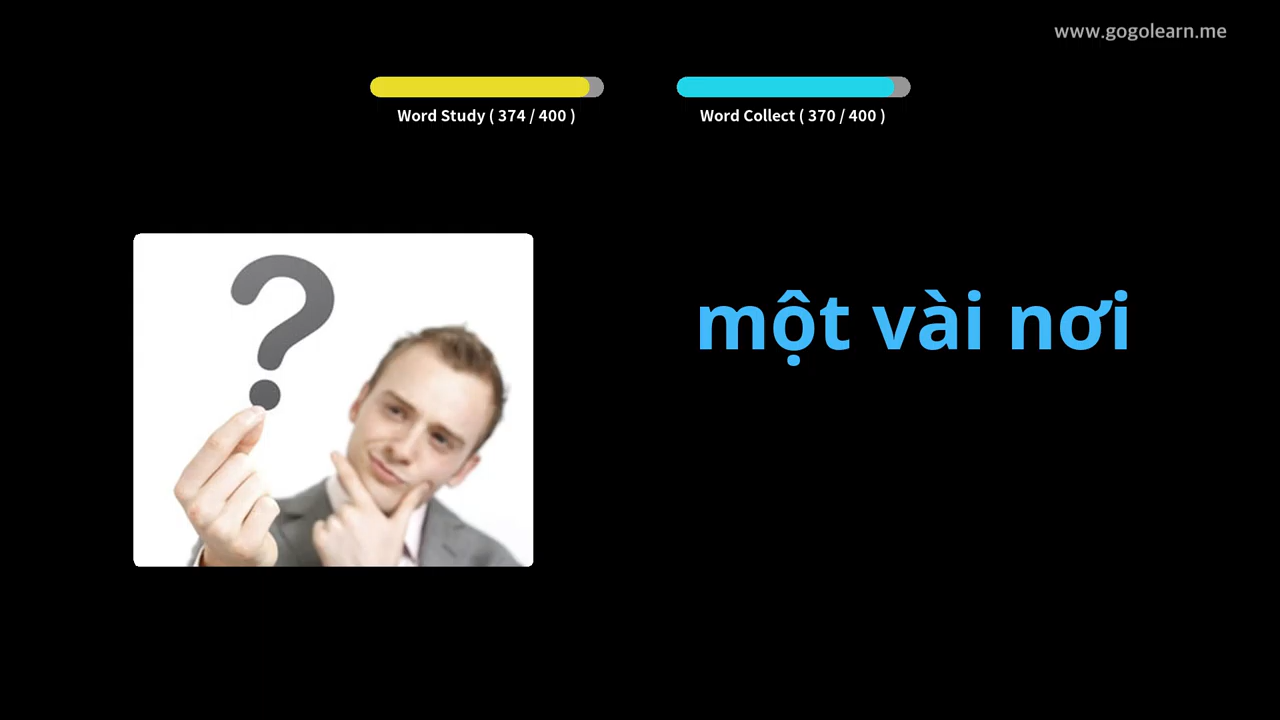 www.gogolearn.me
Word Study ( 374 / 400 )
Word Collect ( 370 / 400 )
?
một vài nơi